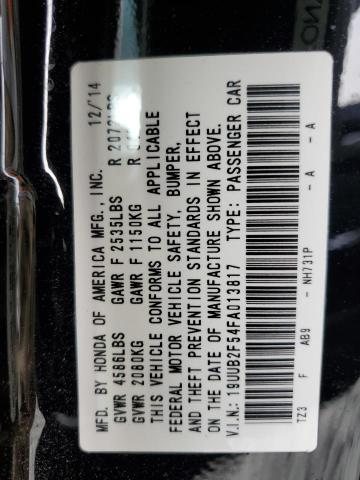 MFD. BY HONDA OF AMERICA MFG., INC. 12/'14
GVWR 4586LBS GAWR F 2535LBS R
GVWR 2080KG GAWR F 1150KG R
THIS VEHICLE CONFORMS TO ALL APPLICABLE
FEDERAL MOTOR VEHICLE SAFETY, BUMPER,
AND THEFT PREVENTION STANDARDS IN EFFECT
ON THE DATE OF MANUFACTURE SHOWN ABOVE.
V.I.N.: 19UUB2F54FA013817 TYPE: PASSENGER CAR
TZ3 F AB9 - NH731P - A - A